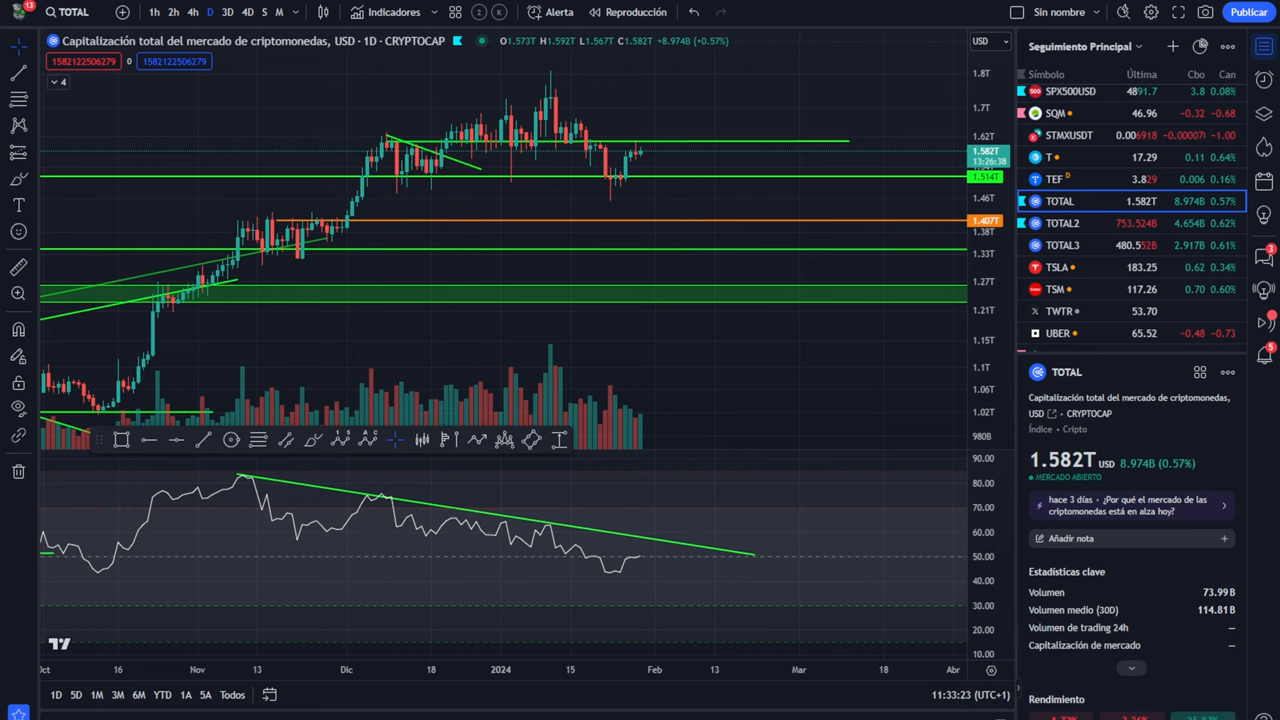 13 TOTAL 1h 2h 4h D 3D 4D S M Indicadores 2 K Alerta Reproducción Sin nombre Publicar
Capitalización total del mercado de criptomonedas, USD · 1D · CRYPTOCAP O1.573T H1.592T L1.567T C1.582T +8.974B (+0.57%)
1582122506279 0 1582122506279
4
USD
1.8T
1.7T
1.62T
1.582T
13:26:38
1.514T
1.46T
1.407T
1.38T
1.33T
1.27T
1.21T
1.15T
1.1T
1.06T
1.02T
980B
90.00
80.00
70.00
60.00
50.00
40.00
30.00
20.00
10.00
Oct 16 Nov 13 Dic 18 2024 15 Feb 13 Mar 18 Abr
1D 5D 1M 3M 6M YTD 1A 5A Todos 11:33:23 (UTC+1)
Seguimiento Principal
Símbolo Última Cbo Can
SPX500USD 4891.7 3.8 0.08%
SQM 46.96 -0.32 -0.68
STMXUSDT 0.006918 -0.00007( -1.00
T 17.29 0.11 0.64%
TEF D 3.829 0.006 0.16%
TOTAL 1.582T 8.974B 0.57%
TOTAL2 753.524B 4.654B 0.62%
TOTAL3 480.552B 2.917B 0.61%
TSLA 183.25 0.62 0.34%
TSM 117.26 0.70 0.60%
TWTR 53.70
UBER 65.52 -0.48 -0.73
TOTAL
Capitalización total del mercado de criptomonedas,
USD CRYPTOCAP
Índice · Cripto
1.582T USD 8.974B (0.57%)
MERCADO ABIERTO
hace 3 días · ¿Por qué el mercado de las
criptomonedas está en alza hoy?
Añadir nota
Estadísticas clave
Volumen 73.99B
Volumen medio (30D) 114.81B
Volumen de trading 24h —
Capitalización de mercado —
Rendimiento
3
5